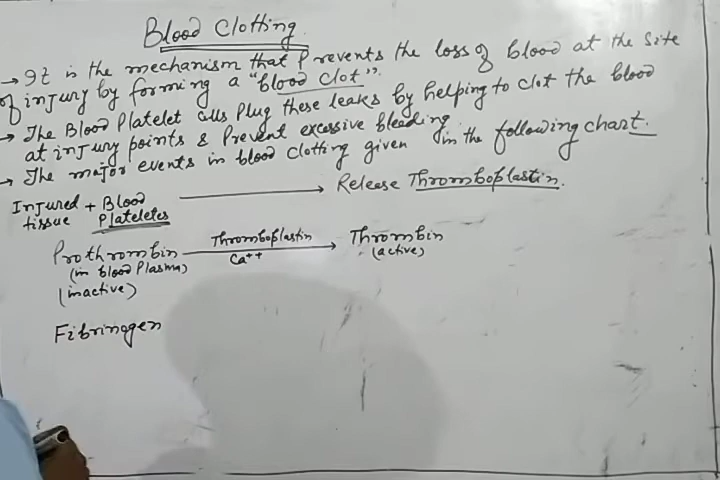 Blood Clotting
→ It is the mechanism that Prevents the loss of blood at the site
of injury by forming a "blood clot".
→ The Blood Platelet cells Plug these leaks by helping to clot the blood
at injury points & Prevent excessive bleeding.
→ The major events in blood clotting given in the following chart.
Injured + Blood → Release Thromboplastin.
tissue Plateletes
Prothrombin Thromboplastin → Thrombin
(in blood Plasma) Ca++ (active)
(inactive)
Fibrinogen